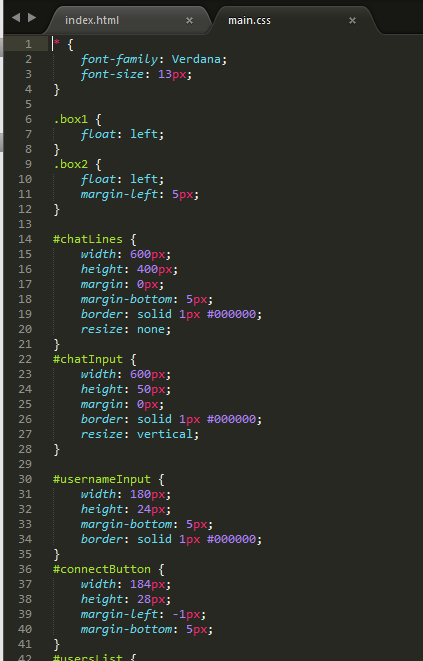 index.html × main.css ×
1 * {
2 font-family: Verdana;
3 font-size: 13px;
4 }
5
6 .box1 {
7 float: left;
8 }
9 .box2 {
10 float: left;
11 margin-left: 5px;
12 }
13
14 #chatLines {
15 width: 600px;
16 height: 400px;
17 margin: 0px;
18 margin-bottom: 5px;
19 border: solid 1px #000000;
20 resize: none;
21 }
22 #chatInput {
23 width: 600px;
24 height: 50px;
25 margin: 0px;
26 border: solid 1px #000000;
27 resize: vertical;
28 }
29
30 #usernameInput {
31 width: 180px;
32 height: 24px;
33 margin-bottom: 5px;
34 border: solid 1px #000000;
35 }
36 #connectButton {
37 width: 184px;
38 height: 28px;
39 margin-left: -1px;
40 margin-bottom: 5px;
41 }
42 #usersList {